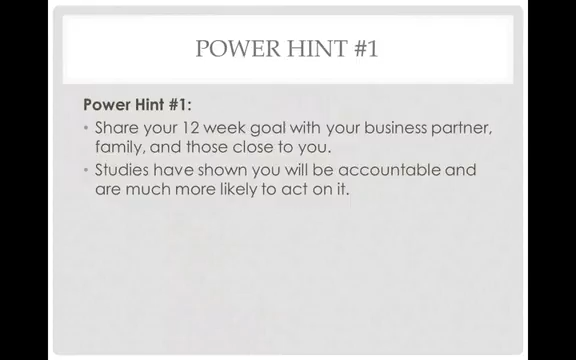 POWER HINT #1
Power Hint #1:
• Share your 12 week goal with your business partner,
family, and those close to you.
• Studies have shown you will be accountable and
are much more likely to act on it.